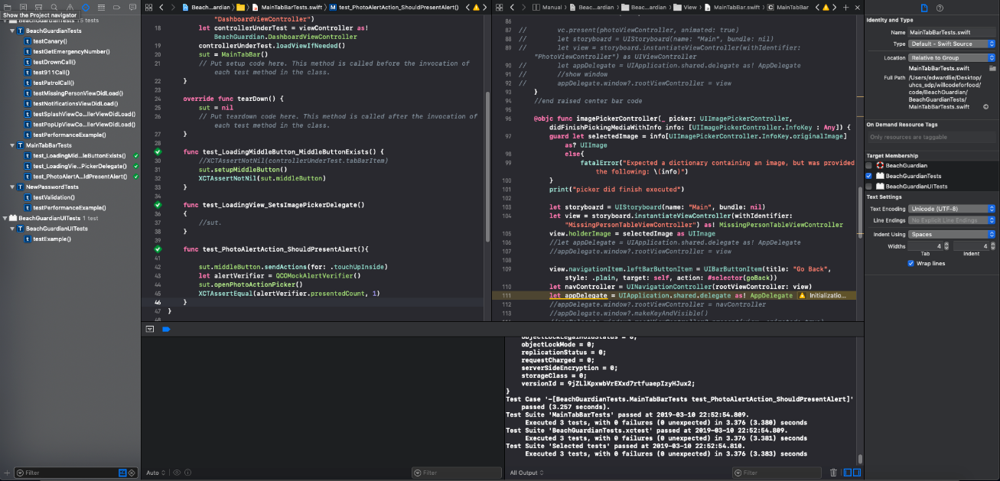 Show the Project navigator
BeachGuardianTests 15 tests
BeachGuardianTests
testCanary()
testGetEmergencyNumber()
testDrownCall()
test911Call()
testPatrolCall()
testMissingPersonViewDidLoad()
testNotificationsViewDidLoad()
testSplashViewCo...llerViewDidLoad()
testPopUpViewCo...llerViewDidLoad()
testPerformanceExample()
MainTabBarTests
test_LoadingMid...leButtonExists()
test_LoadingVie...PickerDelegate()
test_PhotoAlertA...ldPresentAlert()
NewPasswordTests
testValidation()
testPerformanceExample()
BeachGuardianUITests 1 test
BeachGuardianUITests
testExample()
Filter
Beach...ardian
MainTabBarTests.swift
M test_PhotoAlertAction_ShouldPresentAlert()
"DashboardViewController")
18 let controllerUnderTest = viewController as!
BeachGuardian.DashboardViewController
19 controllerUnderTest.loadViewIfNeeded()
20 sut = MainTabBar()
21 // Put setup code here. This method is called before the invocation of
each test method in the class.
22 }
23
24 override func tearDown() {
25 sut = nil
26 // Put teardown code here. This method is called after the invocation of
each test method in the class.
27 }
28
func test_LoadingMiddleButton_MiddleButtonExists() {
30 //XCTAssertNotNil(controllerUnderTest.tabBarItem)
31 sut.setupMiddleButton()
32 XCTAssertNotNil(sut.middleButton)
33 }
34
func test_LoadingView_SetsImagePickerDelegate()
36 {
37 //sut.
38 }
39
func test_PhotoAlertAction_ShouldPresentAlert(){
41
42 sut.middleButton.sendActions(for: .touchUpInside)
43 let alertVerifier = QCOMockAlertVerifier()
44 sut.openPhotoActionPicker()
45 XCTAssertEqual(alertVerifier.presentedCount, 1)
46 }
47 }
48
Manual
Beac...ardian
Beac...ardian
View
MainTabBar.swift
C MainTabBar
86
87 // vc.present(photoViewController, animated: true)
88 // let storyboard = UIStoryboard(name: "Main", bundle: nil)
89 // let view = storyboard.instantiateViewController(withIdentifier:
"PhotoViewController") as UIViewController
90 // let appDelegate = UIApplication.shared.delegate as! AppDelegate
91 // //show window
92 // appDelegate.window?.rootViewController = view
93 }
94 //end raised center bar code
95
96 @objc func imagePickerController(_ picker: UIImagePickerController,
didFinishPickingMediaWithInfo info: [UIImagePickerController.InfoKey : Any]) {
97 guard let selectedImage = info[UIImagePickerController.InfoKey.originalImage]
as? UIImage
98 else{
99 fatalError("Expected a dictionary containing an image, but was provided
the following: \(info)")
100 }
101 print("picker did finish executed")
102
103 let storyboard = UIStoryboard(name: "Main", bundle: nil)
104 let view = storyboard.instantiateViewController(withIdentifier:
"MissingPersonTableViewController") as! MissingPersonTableViewController
105 view.holderImage = selectedImage as UIImage
106 //let appDelegate = UIApplication.shared.delegate as! AppDelegate
107 //appDelegate.window?.rootViewController = view
108
109 view.navigationItem.leftBarButtonItem = UIBarButtonItem(title: "Go Back",
style: .plain, target: self, action: #selector(goBack))
110 let navController = UINavigationController(rootViewController: view)
111 let appDelegate = UIApplication.shared.delegate as! AppDelegate Initializatio...
112 //appDelegate.window?.rootViewController = navController
113 //appDelegate.window?.makeKeyAndVisible()
Auto
Filter
objectLockLegalHoldStatus = 0;
objectLockMode = 0;
replicationStatus = 0;
requestCharged = 0;
serverSideEncryption = 0;
storageClass = 0;
versionId = 9jZLlKpxwbVrEXxd7rtfuaepIzyHJux2;
}
Test Case '-[BeachGuardianTests.MainTabBarTests test_PhotoAlertAction_ShouldPresentAlert]'
passed (3.257 seconds).
Test Suite 'MainTabBarTests' passed at 2019-03-10 22:52:54.809.
Executed 3 tests, with 0 failures (0 unexpected) in 3.376 (3.380) seconds
Test Suite 'BeachGuardianTests.xctest' passed at 2019-03-10 22:52:54.809.
Executed 3 tests, with 0 failures (0 unexpected) in 3.376 (3.381) seconds
Test Suite 'Selected tests' passed at 2019-03-10 22:52:54.810.
Executed 3 tests, with 0 failures (0 unexpected) in 3.376 (3.383) seconds
All Output
Filter
Identity and Type
Name MainTabBarTests.swift
Type Default - Swift Source
Location Relative to Group
MainTabBarTests.swift
Full Path /Users/edwardlie/Desktop/
uhcs_sdp/willcodeforfood/
code/BeachGuardian/
BeachGuardianTests/
MainTabBarTests.swift
On Demand Resource Tags
Only resources are taggable
Target Membership
BeachGuardian
BeachGuardianTests
BeachGuardianUITests
Text Settings
Text Encoding Unicode (UTF-8)
Line Endings No Explicit Line Endings
Indent Using Spaces
Widths 4 4
Tab Indent
Wrap lines